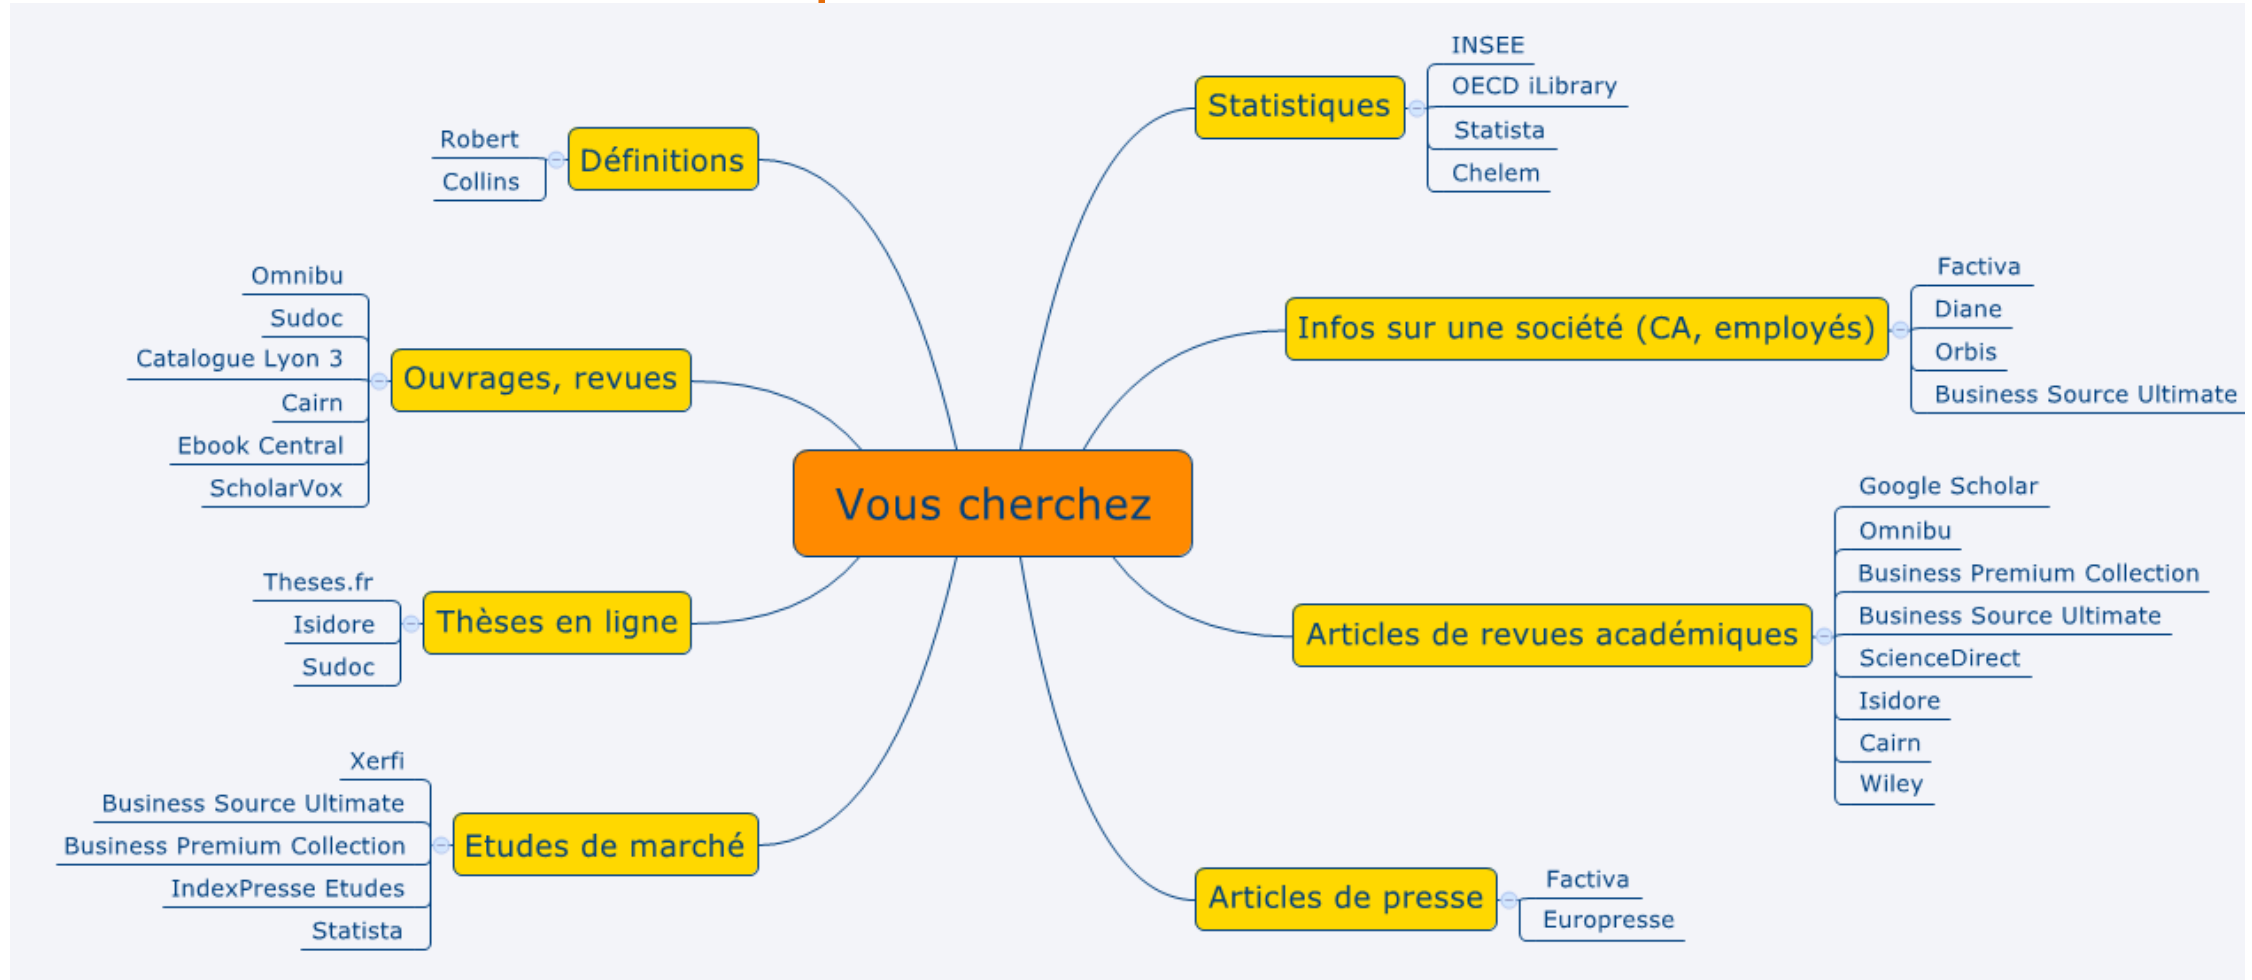 Vous cherchez
Définitions
Robert
Collins
Ouvrages, revues
Omnibu
Sudoc
Catalogue Lyon 3
Cairn
Ebook Central
ScholarVox
Thèses en ligne
Theses.fr
Isidore
Sudoc
Etudes de marché
Xerfi
Business Source Ultimate
Business Premium Collection
IndexPresse Etudes
Statista
Statistiques
INSEE
OECD iLibrary
Statista
Chelem
Infos sur une société (CA, employés)
Factiva
Diane
Orbis
Business Source Ultimate
Articles de revues académiques
Google Scholar
Omnibu
Business Premium Collection
Business Source Ultimate
ScienceDirect
Isidore
Cairn
Wiley
Articles de presse
Factiva
Europresse